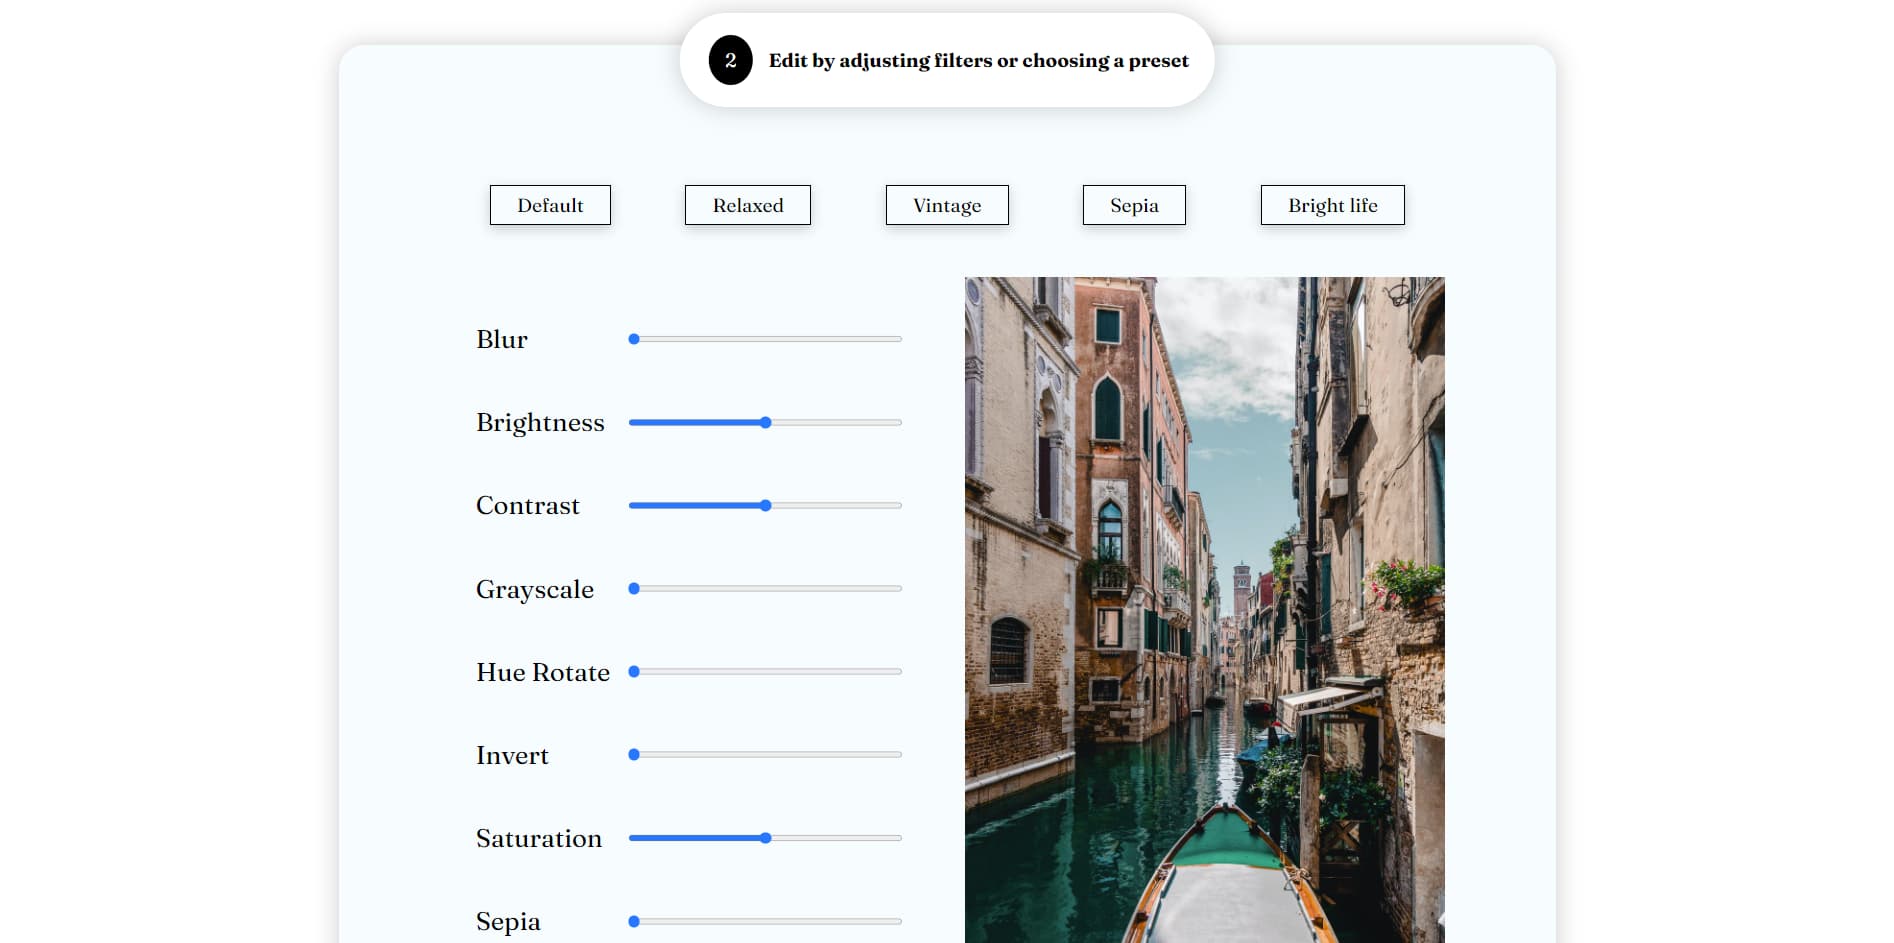 2
Edit by adjusting filters or choosing a preset
Default
Relaxed
Vintage
Sepia
Bright life
Blur
Brightness
Contrast
Grayscale
Hue Rotate
Invert
Saturation
Sepia